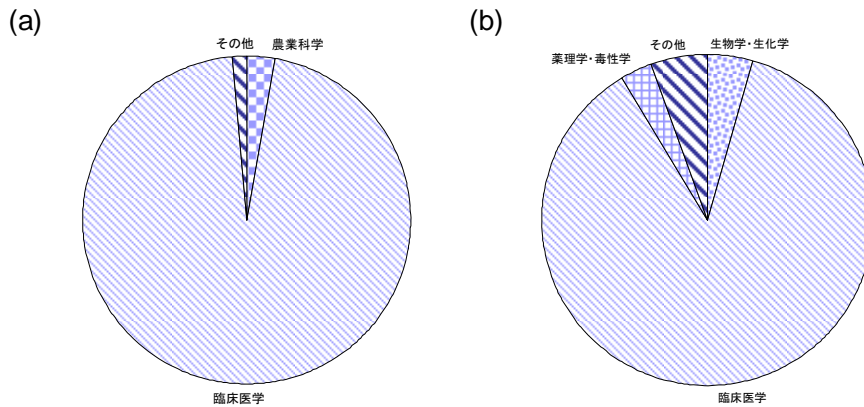 (a)
その他
農業科学
臨床医学
(b)
薬理学・毒性学
その他
生物学・生化学
臨床医学